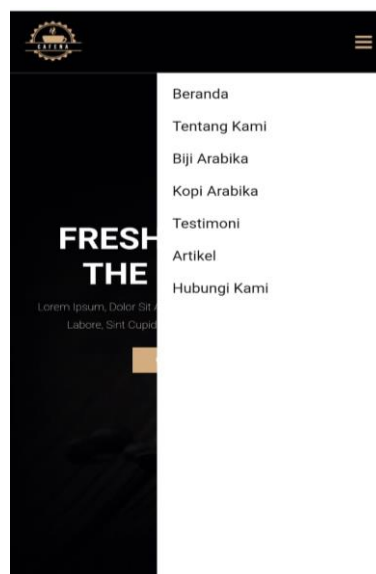 CAFENA
Beranda
Tentang Kami
Biji Arabika
Kopi Arabika
Testimoni
Artikel
Hubungi Kami
FRESH
THE
Lorem Ipsum, Dolor Sit
Labore, Sint Cupid